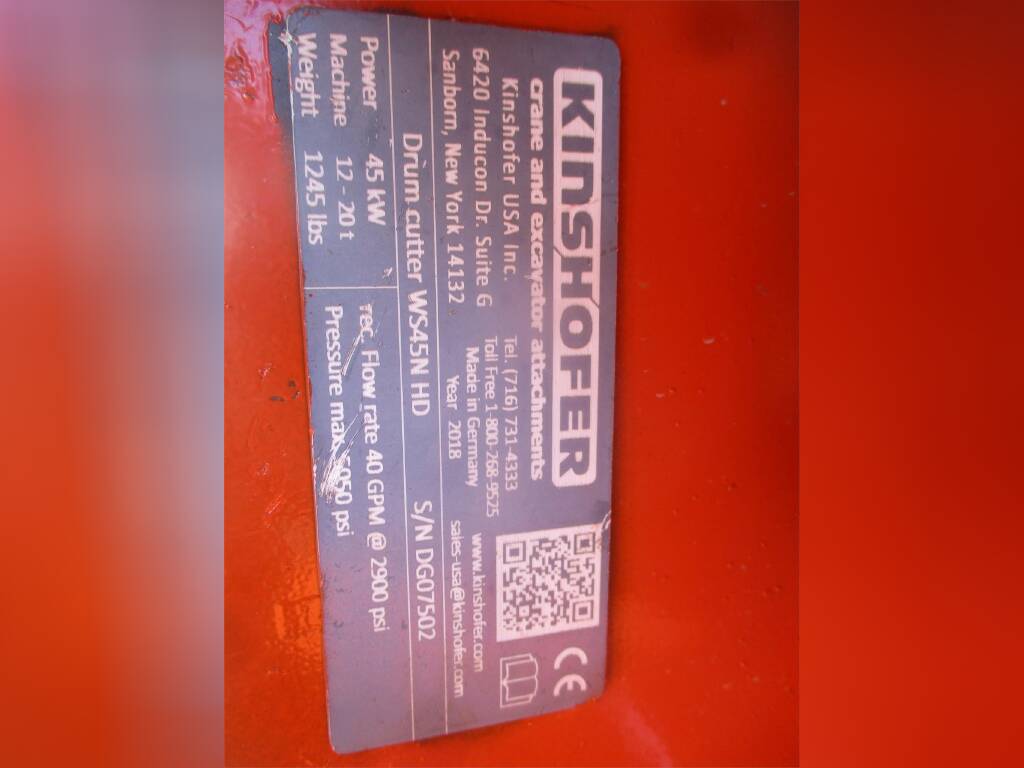 KINSHOFER
crane and excavator attachments
Kinshofer USA Inc. Tel. (716) 731-4333
6420 Inducon Dr. Suite G Toll Free 1-800-268-9525 www.kinshofer.com
Sanborn, New York 14132 Made in Germany sales-usa@kinshofer.com
Year 2018
Drum cutter WS45N HD S/N DG07502
Power 45 kW rec. Flow rate 40 GPM @ 2900 psi
Machine 12 - 20 t Pressure max. psi
Weight 1245 lbs
CE